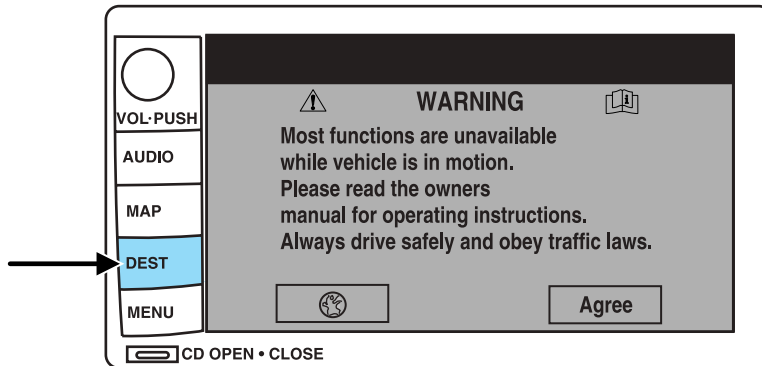 VOL·PUSH
AUDIO
MAP
DEST
MENU
WARNING
Most functions are unavailable
while vehicle is in motion.
Please read the owners
manual for operating instructions.
Always drive safely and obey traffic laws.
Agree
CD OPEN • CLOSE